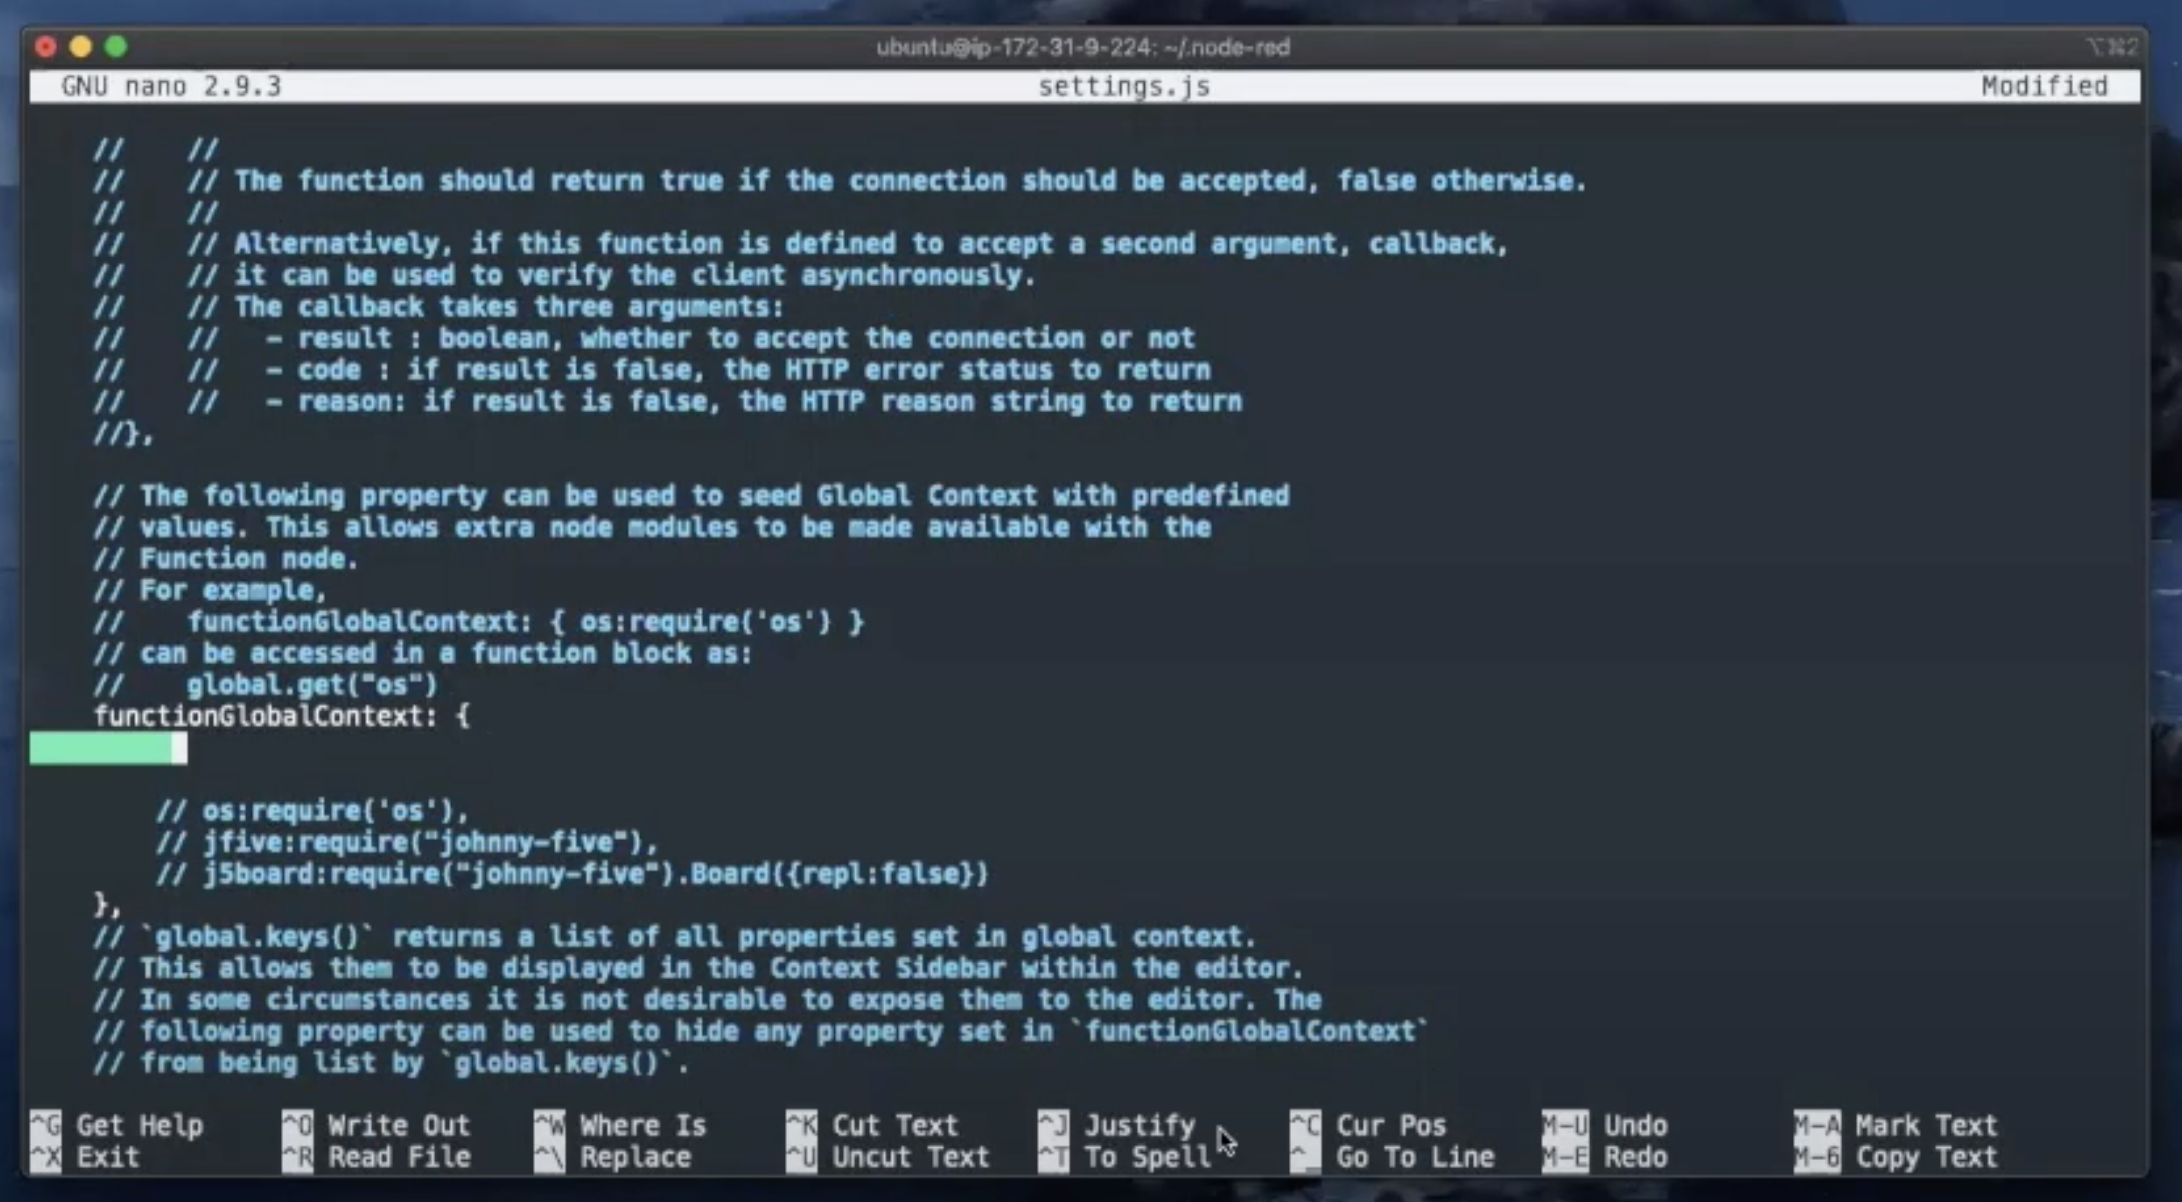 ubuntu@ip-172-31-9-224: ~/.node-red
⌥⌘2
GNU nano 2.9.3 settings.js Modified
// //
// // The function should return true if the connection should be accepted, false otherwise.
// //
// // Alternatively, if this function is defined to accept a second argument, callback,
// // it can be used to verify the client asynchronously.
// // The callback takes three arguments:
// // - result : boolean, whether to accept the connection or not
// // - code : if result is false, the HTTP error status to return
// // - reason: if result is false, the HTTP reason string to return
//},
// The following property can be used to seed Global Context with predefined
// values. This allows extra node modules to be made available with the
// Function node.
// For example,
// functionGlobalContext: { os:require('os') }
// can be accessed in a function block as:
// global.get("os")
functionGlobalContext: {
// os:require('os'),
// jfive:require("johnny-five"),
// j5board:require("johnny-five").Board({repl:false})
},
// `global.keys()` returns a list of all properties set in global context.
// This allows them to be displayed in the Context Sidebar within the editor.
// In some circumstances it is not desirable to expose them to the editor. The
// following property can be used to hide any property set in `functionGlobalContext`
// from being list by `global.keys()`.
^G Get Help ^O Write Out ^W Where Is ^K Cut Text ^J Justify ^C Cur Pos M-U Undo M-A Mark Text
^X Exit ^R Read File ^\ Replace ^U Uncut Text ^T To Spell ^_ Go To Line M-E Redo M-6 Copy Text